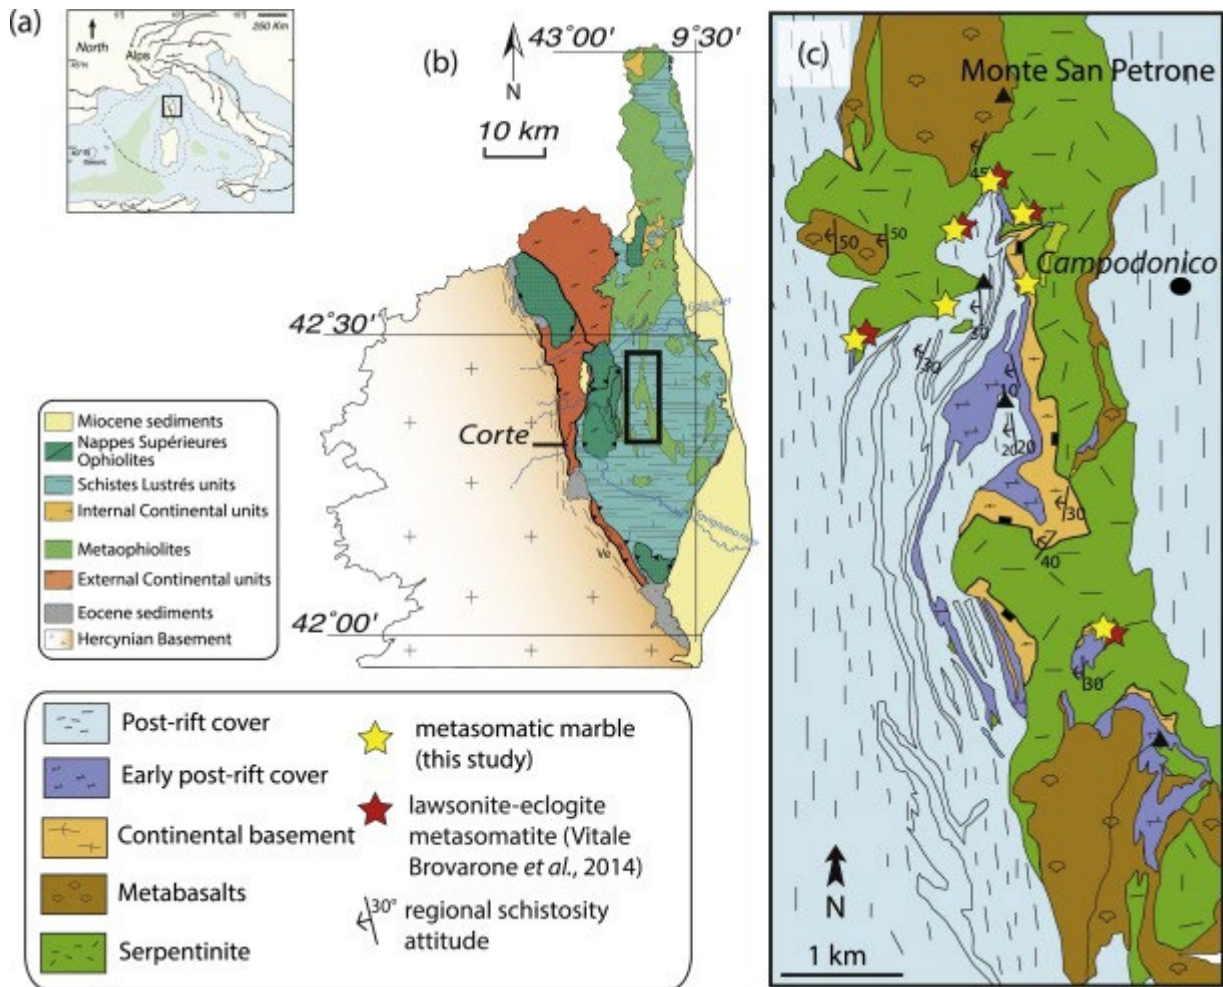 (a)
North
Alps
250 Km
(b)
43°00'
9°30'
N
10 km
42°30'
Corte
42°00'
Miocene sediments
Nappes Supérieures
Ophiolites
Schistes Lustrés units
Internal Continental units
Metaophiolites
External Continental units
Eocene sediments
Hercynian Basement
Post-rift cover
Early post-rift cover
Continental basement
Metabasalts
Serpentinite
metasomatic marble
(this study)
lawsonite-eclogite
metasomatite (Vitale
Brovarone et al., 2014)
30°
regional schistosity
attitude
(c)
Monte San Petrone
45
50
50
Campodonico
30
30
10
20
20
30
40
30
N
1 km